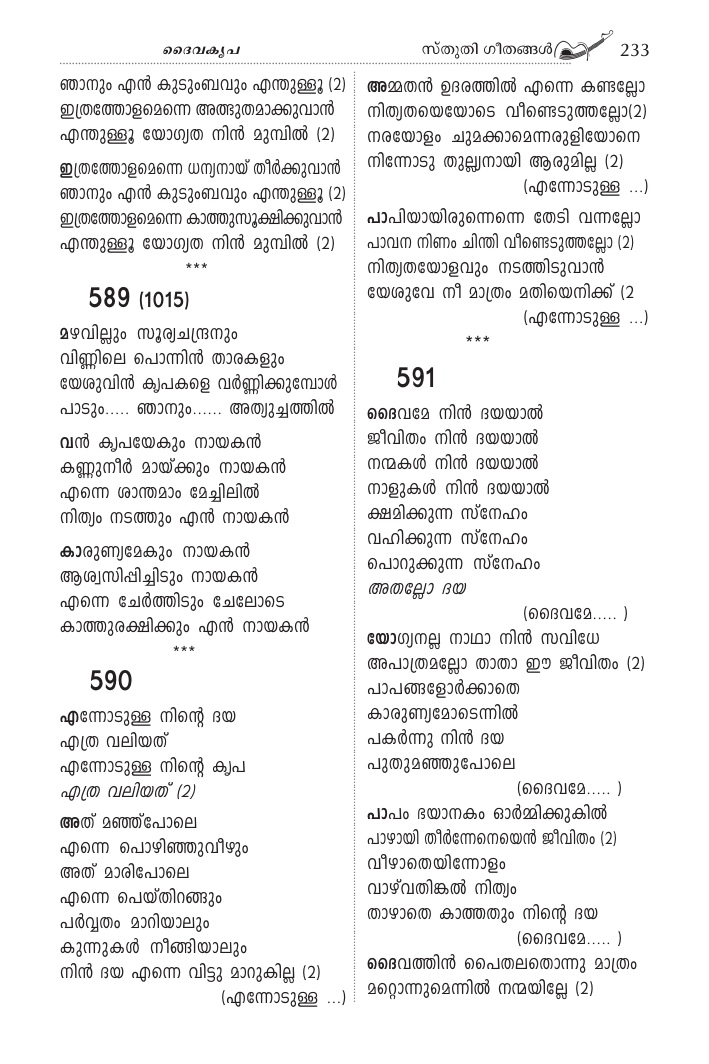 ദൈവകൃപ
സ്തുതി ഗീതങ്ങൾ 233
ഞാനും എൻ കുടുംബവും എന്തുള്ളൂ (2)
ഇത്രത്തോളമെന്നെ അത്ഭുതമാക്കുവാൻ
എന്തുള്ളൂ യോഗ്യത നിൻ മുമ്പിൽ (2)
ഇത്രത്തോളമെന്നെ ധന്യനായ് തീർക്കുവാൻ
ഞാനും എൻ കുടുംബവും എന്തുള്ളൂ (2)
ഇത്രത്തോളമെന്നെ കാത്തുസൂക്ഷിക്കുവാൻ
എന്തുള്ളൂ യോഗ്യത നിൻ മുമ്പിൽ (2)
***
589 (1015)
മഴവില്ലും സൂര്യചന്ദ്രനും
വിണ്ണിലെ പൊന്നിൻ താരകളും
യേശുവിൻ കൃപകളെ വർണ്ണിക്കുമ്പോൾ
പാടും..... ഞാനും...... അത്യുച്ചത്തിൽ
വൻ കൃപയേകും നായകൻ
കണ്ണുനീർ മായ്ക്കും നായകൻ
എന്നെ ശാന്തമാം മേച്ചിലിൽ
നിത്യം നടത്തും എൻ നായകൻ
കാരുണ്യമേകും നായകൻ
ആശ്വസിപ്പിച്ചിടും നായകൻ
എന്നെ ചേർത്തിടും ചേലോടെ
കാത്തുരക്ഷിക്കും എൻ നായകൻ
***
590
എന്നോടുള്ള നിന്റെ ദയ
എത്ര വലിയത്
എന്നോടുള്ള നിന്റെ കൃപ
എത്ര വലിയത് (2)
അത് മഞ്ഞ്പോലെ
എന്നെ പൊഴിഞ്ഞുവീഴും
അത് മാരിപോലെ
എന്നെ പെയ്തിറങ്ങും
പർവ്വതം മാറിയാലും
കുന്നുകൾ നീങ്ങിയാലും
നിൻ ദയ എന്നെ വിട്ടു മാറുകില്ല (2)
(എന്നോടുള്ള ...)
അമ്മതൻ ഉദരത്തിൽ എന്നെ കണ്ടല്ലോ
നിത്യതയെയോടെ വീണ്ടെടുത്തല്ലോ(2)
നരയോളം ചുമക്കാമെന്നരുളിയോനെ
നിന്നോടു തുല്ല്യനായി ആരുമില്ല (2)
(എന്നോടുള്ള ...)
പാപിയായിരുന്നെന്നെ തേടി വന്നല്ലോ
പാവന നിണം ചിന്തി വീണ്ടെടുത്തല്ലോ (2)
നിത്യതയോളവും നടത്തിടുവാൻ
യേശുവേ നീ മാത്രം മതിയെനിക്ക് (2
(എന്നോടുള്ള ...)
***
591
ദൈവമേ നിൻ ദയയാൽ
ജീവിതം നിൻ ദയയാൽ
നന്മകൾ നിൻ ദയയാൽ
നാളുകൾ നിൻ ദയയാൽ
ക്ഷമിക്കുന്ന സ്നേഹം
വഹിക്കുന്ന സ്നേഹം
പൊറുക്കുന്ന സ്നേഹം
അതല്ലോ ദയ
(ദൈവമേ..... )
യോഗ്യനല്ല നാഥാ നിൻ സവിധേ
അപാത്രമല്ലോ താതാ ഈ ജീവിതം (2)
പാപങ്ങളോർക്കാതെ
കാരുണ്യമോടെന്നിൽ
പകർന്നു നിൻ ദയ
പുതുമഞ്ഞുപോലെ
(ദൈവമേ..... )
പാപം ഭയാനകം ഓർമ്മിക്കുകിൽ
പാഴായി തീർന്നേനെയെൻ ജീവിതം (2)
വീഴാതെയിന്നോളം
വാഴ്വതിങ്കൽ നിത്യം
താഴാതെ കാത്തതും നിന്റെ ദയ
(ദൈവമേ..... )
ദൈവത്തിൻ പൈതലതൊന്നു മാത്രം
മറ്റൊന്നുമെന്നിൽ നന്മയില്ലേ (2)